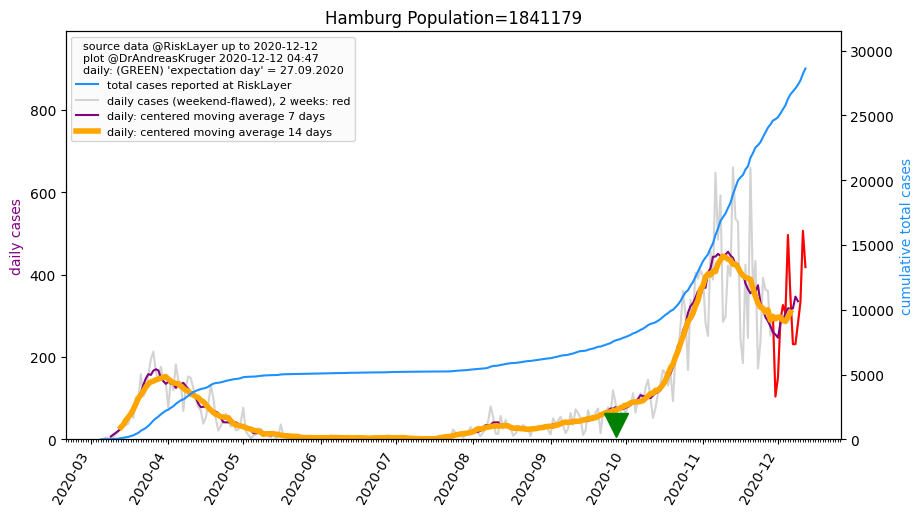 Hamburg Population=1841179
source data @RiskLayer up to 2020-12-12
plot @DrAndreasKruger 2020-12-12 04:47
daily: (GREEN) 'expectation day' = 27.09.2020
total cases reported at RiskLayer
daily cases (weekend-flawed), 2 weeks: red
daily: centered moving average 7 days
daily: centered moving average 14 days
daily cases
800
600
400
200
0
30000
25000
20000
15000
10000
5000
0
cumulative total cases
2020-03
2020-04
2020-05
2020-06
2020-07
2020-08
2020-09
2020-10
2020-11
2020-12